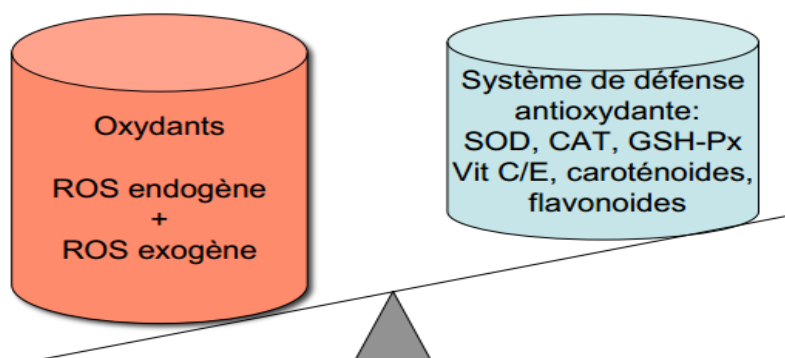 Oxydants
ROS endogène
+
ROS exogène
Système de défense
antioxydante:
SOD, CAT, GSH-Px
Vit C/E, caroténoides,
flavonoides